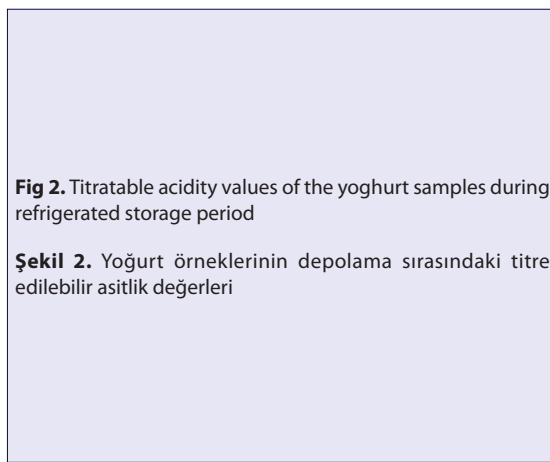 Fig 2. Titratable acidity values of the yoghurt samples during
refrigerated storage period
Şekil 2. Yoğurt örneklerinin depolama sırasındaki titre
edilebilir asitlik değerleri